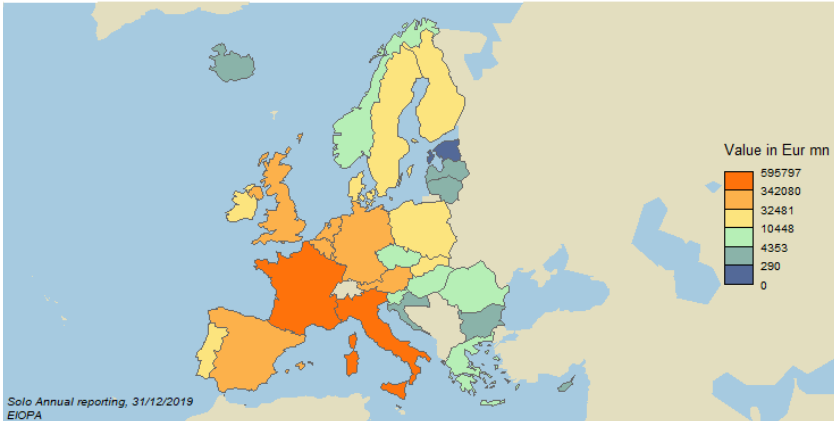 Value in Eur mn
595797
342080
32481
10448
4353
290
0
Solo Annual reporting, 31/12/2019
EIOPA